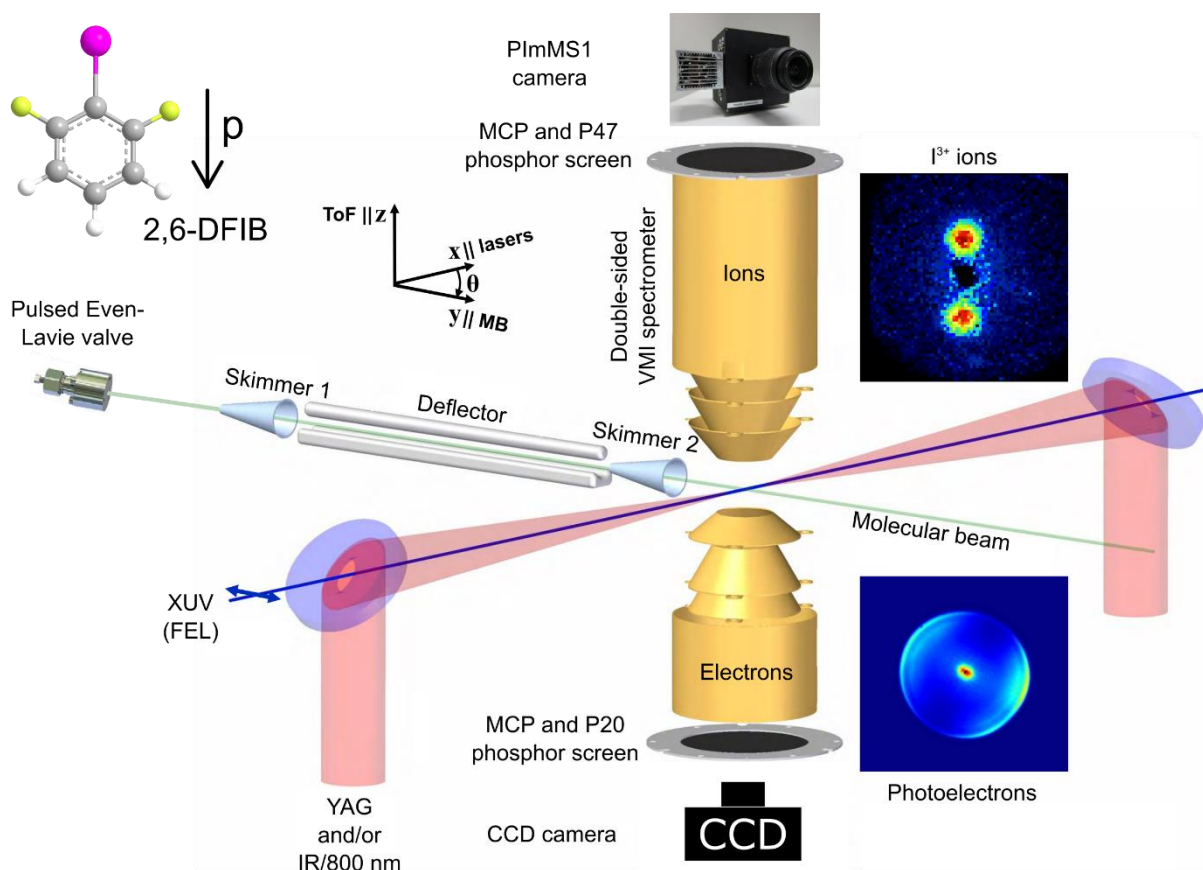 PImMS1
camera
p
2,6-DFIB
MCP and P47
phosphor screen
I³⁺ ions
ToF || z
x || lasers
θ
y || MB
Double-sided
VMI spectrometer
Ions
Pulsed Even-
Lavie valve
Skimmer 1
Deflector
Skimmer 2
Molecular beam
XUV
(FEL)
Electrons
MCP and P20
phosphor screen
Photoelectrons
YAG
and/or
IR/800 nm
CCD camera
CCD